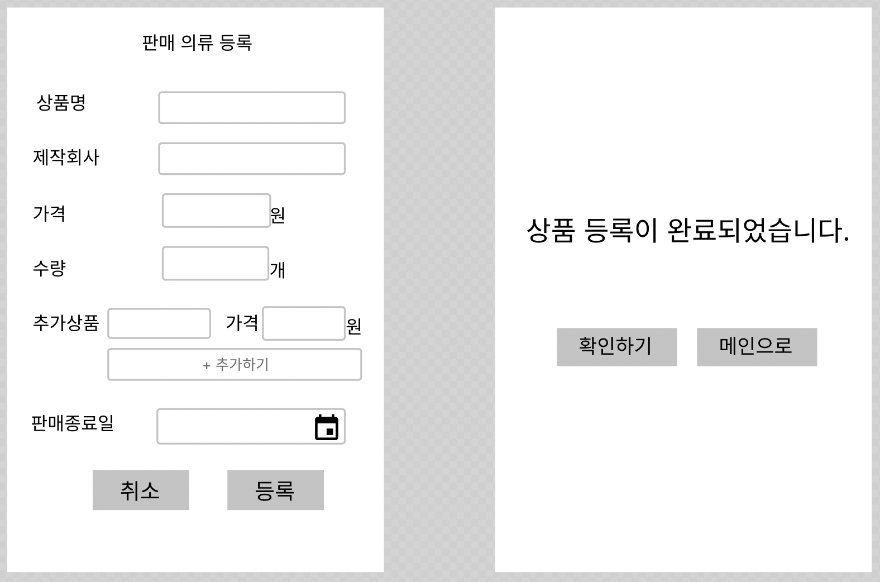 판매 의류 등록
상품명
제작회사
가격 원
수량 개
추가상품 가격 원
+ 추가하기
판매종료일
취소 등록
상품 등록이 완료되었습니다.
확인하기 메인으로